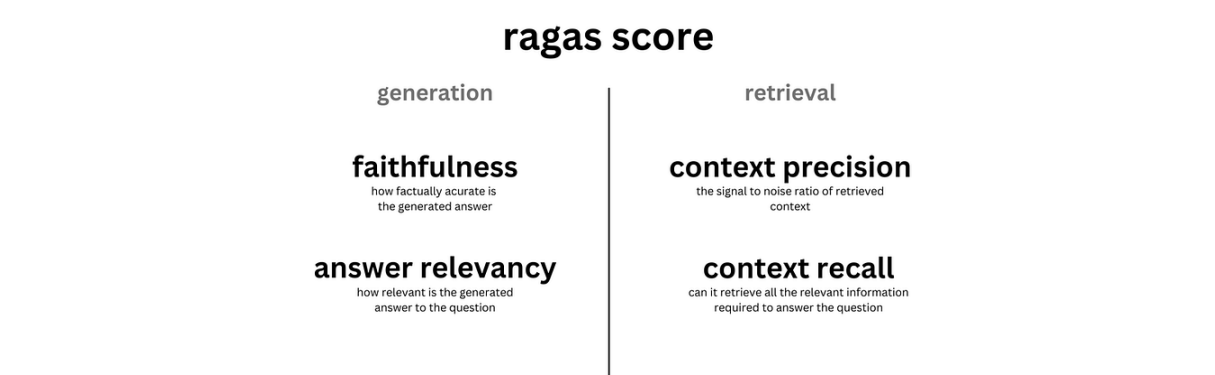 ragas score
generation
faithfulness
how factually acurate is
the generated answer
answer relevancy
how relevant is the generated
answer to the question
retrieval
context precision
the signal to noise ratio of retrieved
context
context recall
can it retrieve all the relevant information
required to answer the question